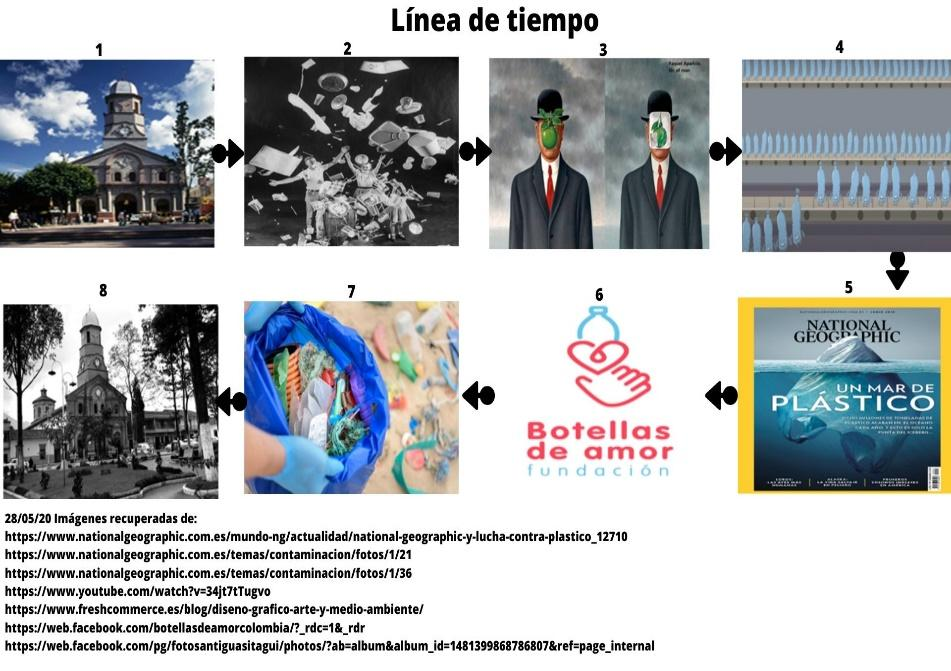 Línea de tiempo
1
2
3
4
Raquel Aparicio.
NATIONALGEOGRAPHIC.COM.ES
NATIONAL
GEOGRAPHIC
UN MAR DE
PLÁSTICO
8
7
6
5
Botellas
de amor
fundación
28/05/20 Imágenes recuperadas de:
https://www.nationalgeographic.com.es/mundo-ng/actualidad/national-geographic-y-lucha-contra-plastico_12710
https://www.nationalgeographic.com.es/temas/contaminacion/fotos/1/21
https://www.nationalgeographic.com.es/temas/contaminacion/fotos/1/36
https://www.youtube.com/watch?v=34jt7tTugvo
https://www.freshcommerce.es/blog/diseno-grafico-arte-y-medio-ambiente/
https://web.facebook.com/botellasdeamorcolombia/?_rdc=1&_rdr
https://web.facebook.com/pg/fotosantiguasitagui/photos/?ab=album&album_id=1481399868786807&ref=page_internal